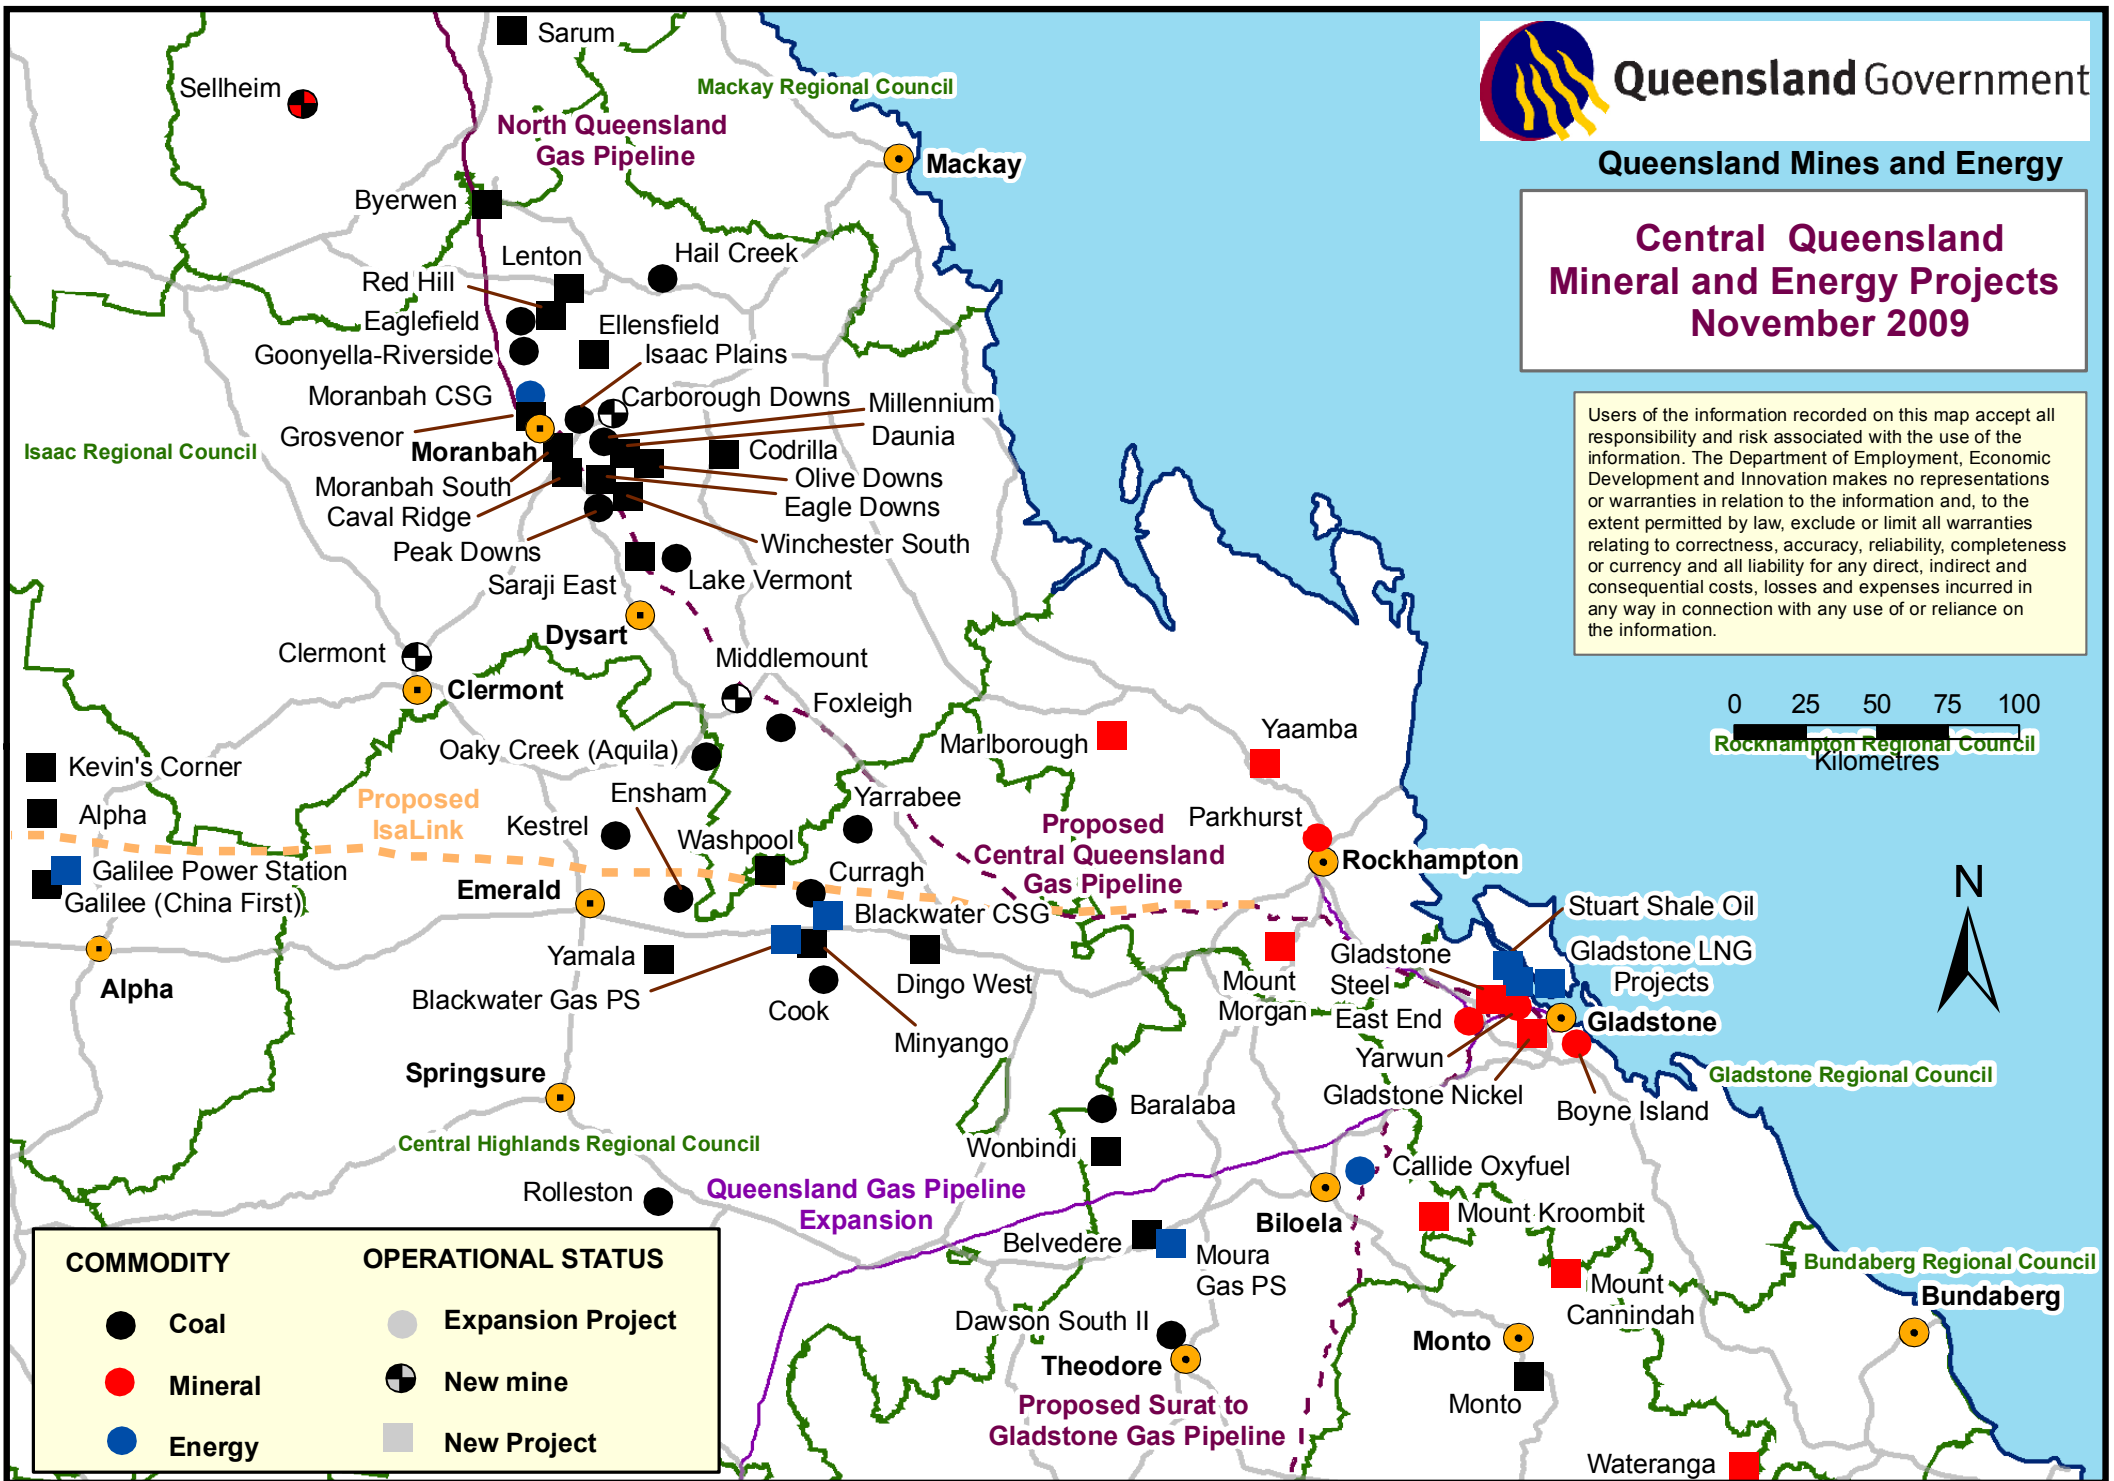 Sarum
Sellheim
Mackay Regional Council
Queensland Government
North Queensland
Gas Pipeline
Queensland Mines and Energy
Mackay
Byerwen
Central Queensland
Mineral and Energy Projects
November 2009
Lenton
Hail Creek
Red Hill
Eaglefield
Ellensfield
Goonyella-Riverside
Isaac Plains
Moranbah CSG
Carborough Downs
Millennium
Grosvenor
Daunia
Isaac Regional Council
Moranbah
Codrilla
Moranbah South
Olive Downs
Caval Ridge
Eagle Downs
Peak Downs
Winchester South
Saraji East
Lake Vermont
Users of the information recorded on this map accept all
responsibility and risk associated with the use of the
information. The Department of Employment, Economic
Development and Innovation makes no representations
or warranties in relation to the information and, to the
extent permitted by law, exclude or limit all warranties
relating to correctness, accuracy, reliability, completeness
or currency and all liability for any direct, indirect and
consequential costs, losses and expenses incurred in
any way in connection with any use of or reliance on
the information.
Dysart
Clermont
Middlemount
Clermont
Foxleigh
0 25 50 75 100
Rockhampton Regional Council
Kilometres
Marlborough
Yaamba
Oaky Creek (Aquila)
Kevin's Corner
Alpha
Proposed
IsaLink
Ensham
Yarrabee
Kestrel
Washpool
Proposed
Central Queensland
Gas Pipeline
Parkhurst
Rockhampton
Galilee Power Station
Galilee (China First)
Emerald
Curragh
Blackwater CSG
N
Stuart Shale Oil
Alpha
Yamala
Blackwater Gas PS
Cook
Dingo West
Minyango
Mount
Morgan
Gladstone
Steel
Gladstone LNG
Projects
East End
Gladstone
Yarwun
Gladstone Nickel
Boyne Island
Gladstone Regional Council
Springsure
Central Highlands Regional Council
Baralaba
Wonbindi
Rolleston
Queensland Gas Pipeline
Expansion
Callide Oxyfuel
Biloela
Mount Kroombit
Belvedere
Moura
Gas PS
Mount
Cannindah
Bundaberg Regional Council
Bundaberg
Dawson South II
Theodore
Monto
Monto
Proposed Surat to
Gladstone Gas Pipeline
Wateranga
COMMODITY
OPERATIONAL STATUS
Coal
Expansion Project
Mineral
New mine
Energy
New Project